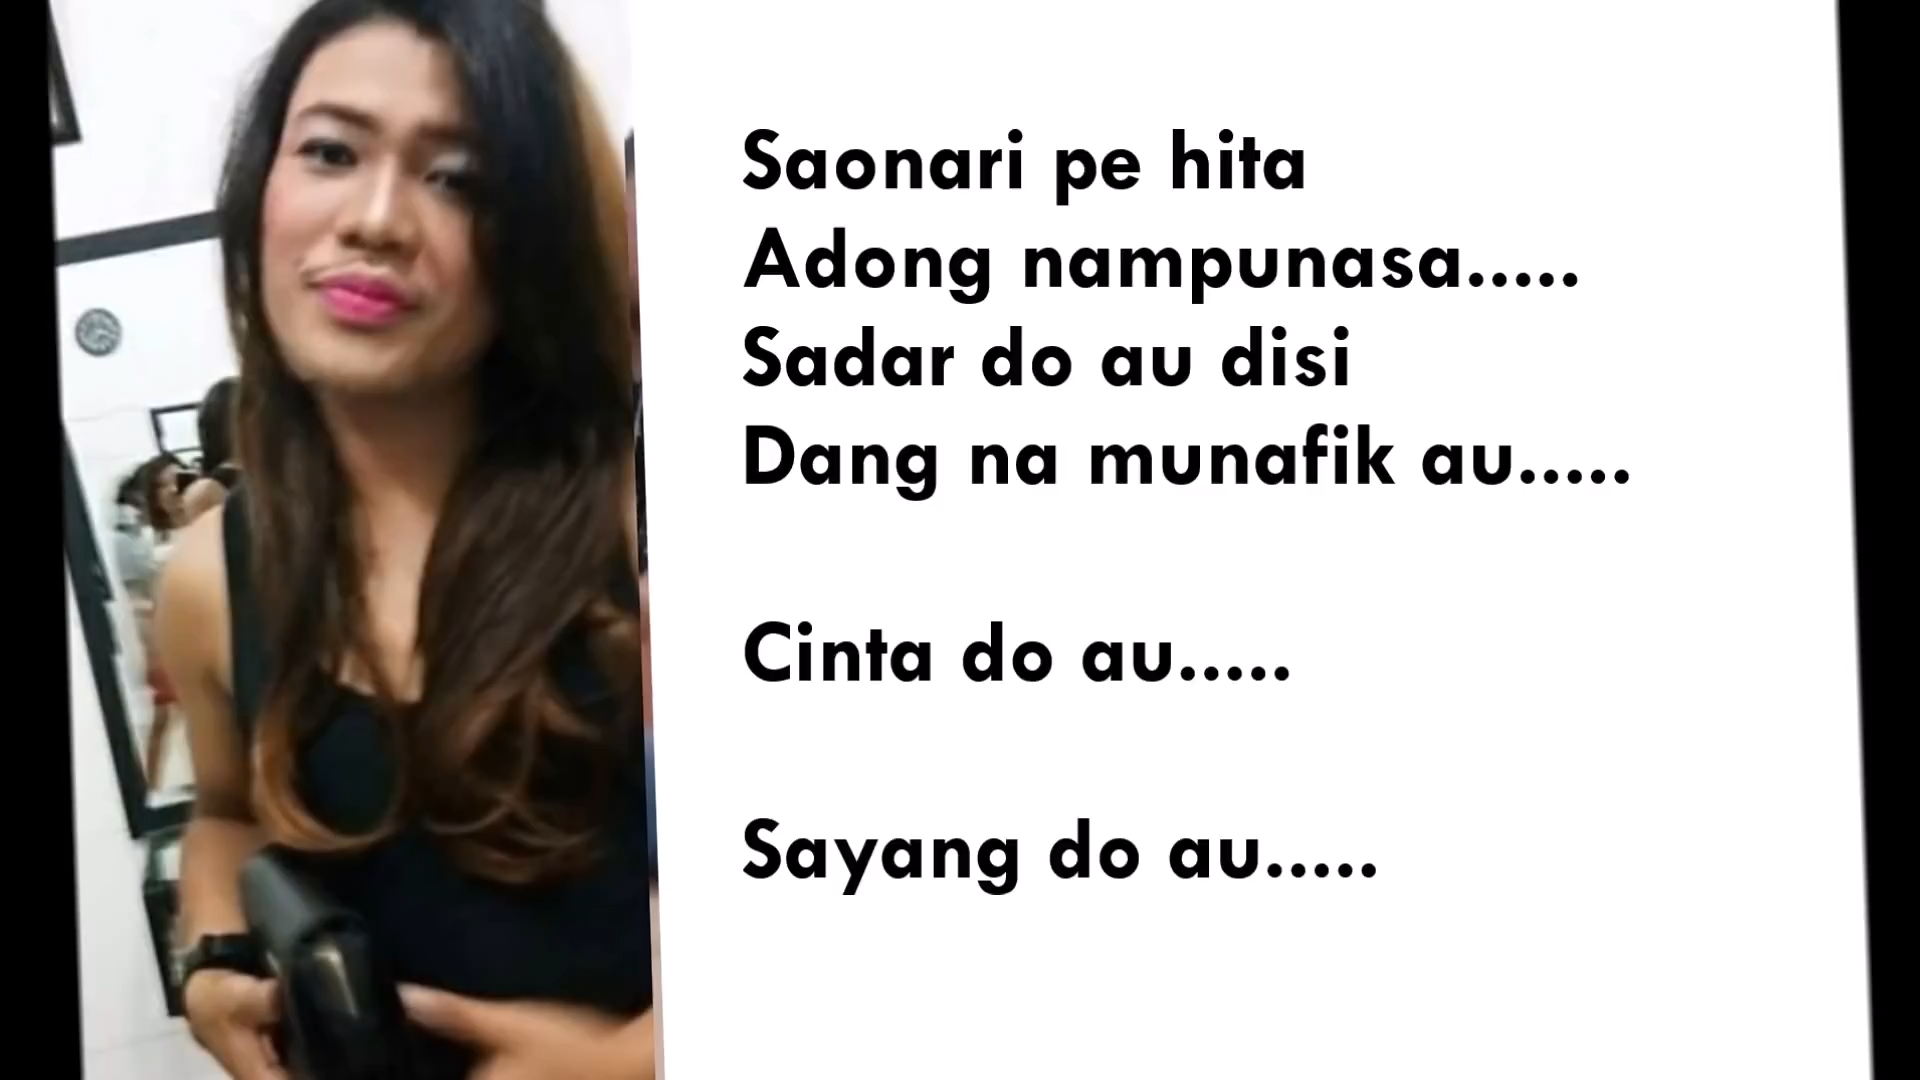 Saonari pe hita
Adong nampunasa.....
Sadar do au disi
Dang na munafik au.....
Cinta do au.....
Sayang do au.....